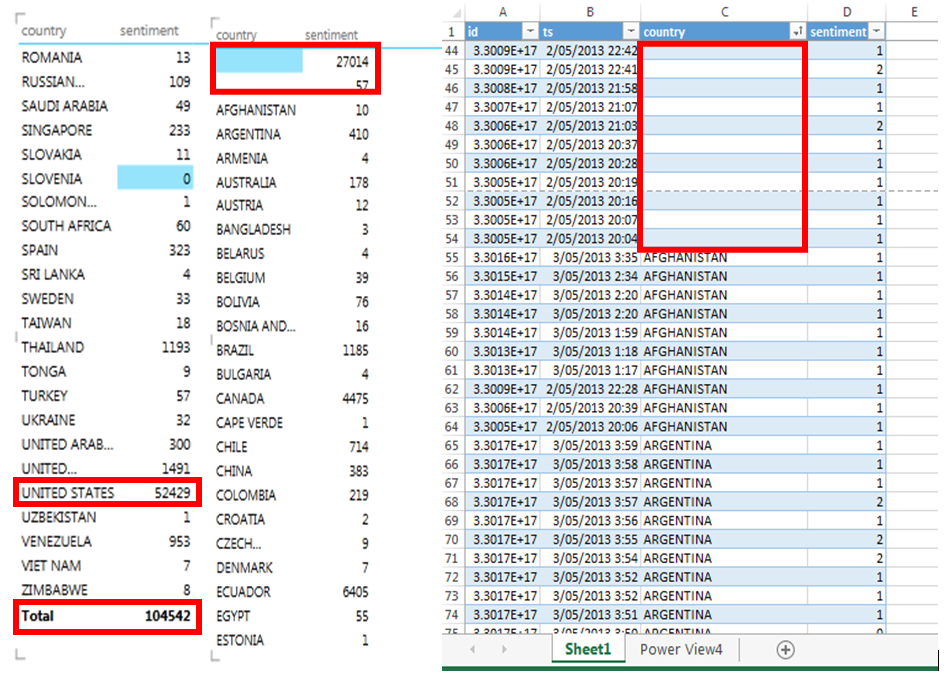 country sentiment
ROMANIA 13
RUSSIAN... 109
SAUDI ARABIA 49
SINGAPORE 233
SLOVAKIA 11
SLOVENIA 0
SOLOMON... 1
SOUTH AFRICA 60
SPAIN 323
SRI LANKA 4
SWEDEN 33
TAIWAN 18
THAILAND 1193
TONGA 9
TURKEY 57
UKRAINE 32
UNITED ARAB... 300
UNITED... 1491
UNITED STATES 52429
UZBEKISTAN 1
VENEZUELA 953
VIET NAM 7
ZIMBABWE 8
Total 104542
country sentiment
27014
57
AFGHANISTAN 10
ARGENTINA 410
ARMENIA 4
AUSTRALIA 178
AUSTRIA 12
BANGLADESH 3
BELARUS 4
BELGIUM 39
BOLIVIA 76
BOSNIA AND... 16
BRAZIL 1185
BULGARIA 4
CANADA 4475
CAPE VERDE 1
CHILE 714
CHINA 383
COLOMBIA 219
CROATIA 2
CZECH... 9
DENMARK 7
ECUADOR 6405
EGYPT 55
ESTONIA 1
A B C D E
1 id ts country sentiment
44 3.3009E+17 2/05/2013 22:42 1
45 3.3009E+17 2/05/2013 22:41 2
46 3.3008E+17 2/05/2013 21:58 1
47 3.3007E+17 2/05/2013 21:07 1
48 3.3006E+17 2/05/2013 21:03 2
49 3.3006E+17 2/05/2013 20:37 1
50 3.3006E+17 2/05/2013 20:28 1
51 3.3005E+17 2/05/2013 20:19 1
52 3.3005E+17 2/05/2013 20:16 1
53 3.3005E+17 2/05/2013 20:07 1
54 3.3005E+17 2/05/2013 20:04 1
55 3.3016E+17 3/05/2013 3:35 AFGHANISTAN 1
56 3.3015E+17 3/05/2013 2:34 AFGHANISTAN 1
57 3.3014E+17 3/05/2013 2:20 AFGHANISTAN 1
58 3.3014E+17 3/05/2013 2:20 AFGHANISTAN 1
59 3.3014E+17 3/05/2013 1:59 AFGHANISTAN 1
60 3.3013E+17 3/05/2013 1:18 AFGHANISTAN 1
61 3.3013E+17 3/05/2013 1:17 AFGHANISTAN 1
62 3.3009E+17 2/05/2013 22:28 AFGHANISTAN 1
63 3.3006E+17 2/05/2013 20:39 AFGHANISTAN 1
64 3.3005E+17 2/05/2013 20:06 AFGHANISTAN 1
65 3.3017E+17 3/05/2013 3:59 ARGENTINA 1
66 3.3017E+17 3/05/2013 3:58 ARGENTINA 1
67 3.3017E+17 3/05/2013 3:57 ARGENTINA 1
68 3.3017E+17 3/05/2013 3:57 ARGENTINA 2
69 3.3017E+17 3/05/2013 3:56 ARGENTINA 1
70 3.3017E+17 3/05/2013 3:55 ARGENTINA 2
71 3.3017E+17 3/05/2013 3:54 ARGENTINA 2
72 3.3017E+17 3/05/2013 3:52 ARGENTINA 1
73 3.3017E+17 3/05/2013 3:52 ARGENTINA 1
74 3.3017E+17 3/05/2013 3:51 ARGENTINA 1
75 3.3017E+17 ARGENTINA
Sheet1 Power View4